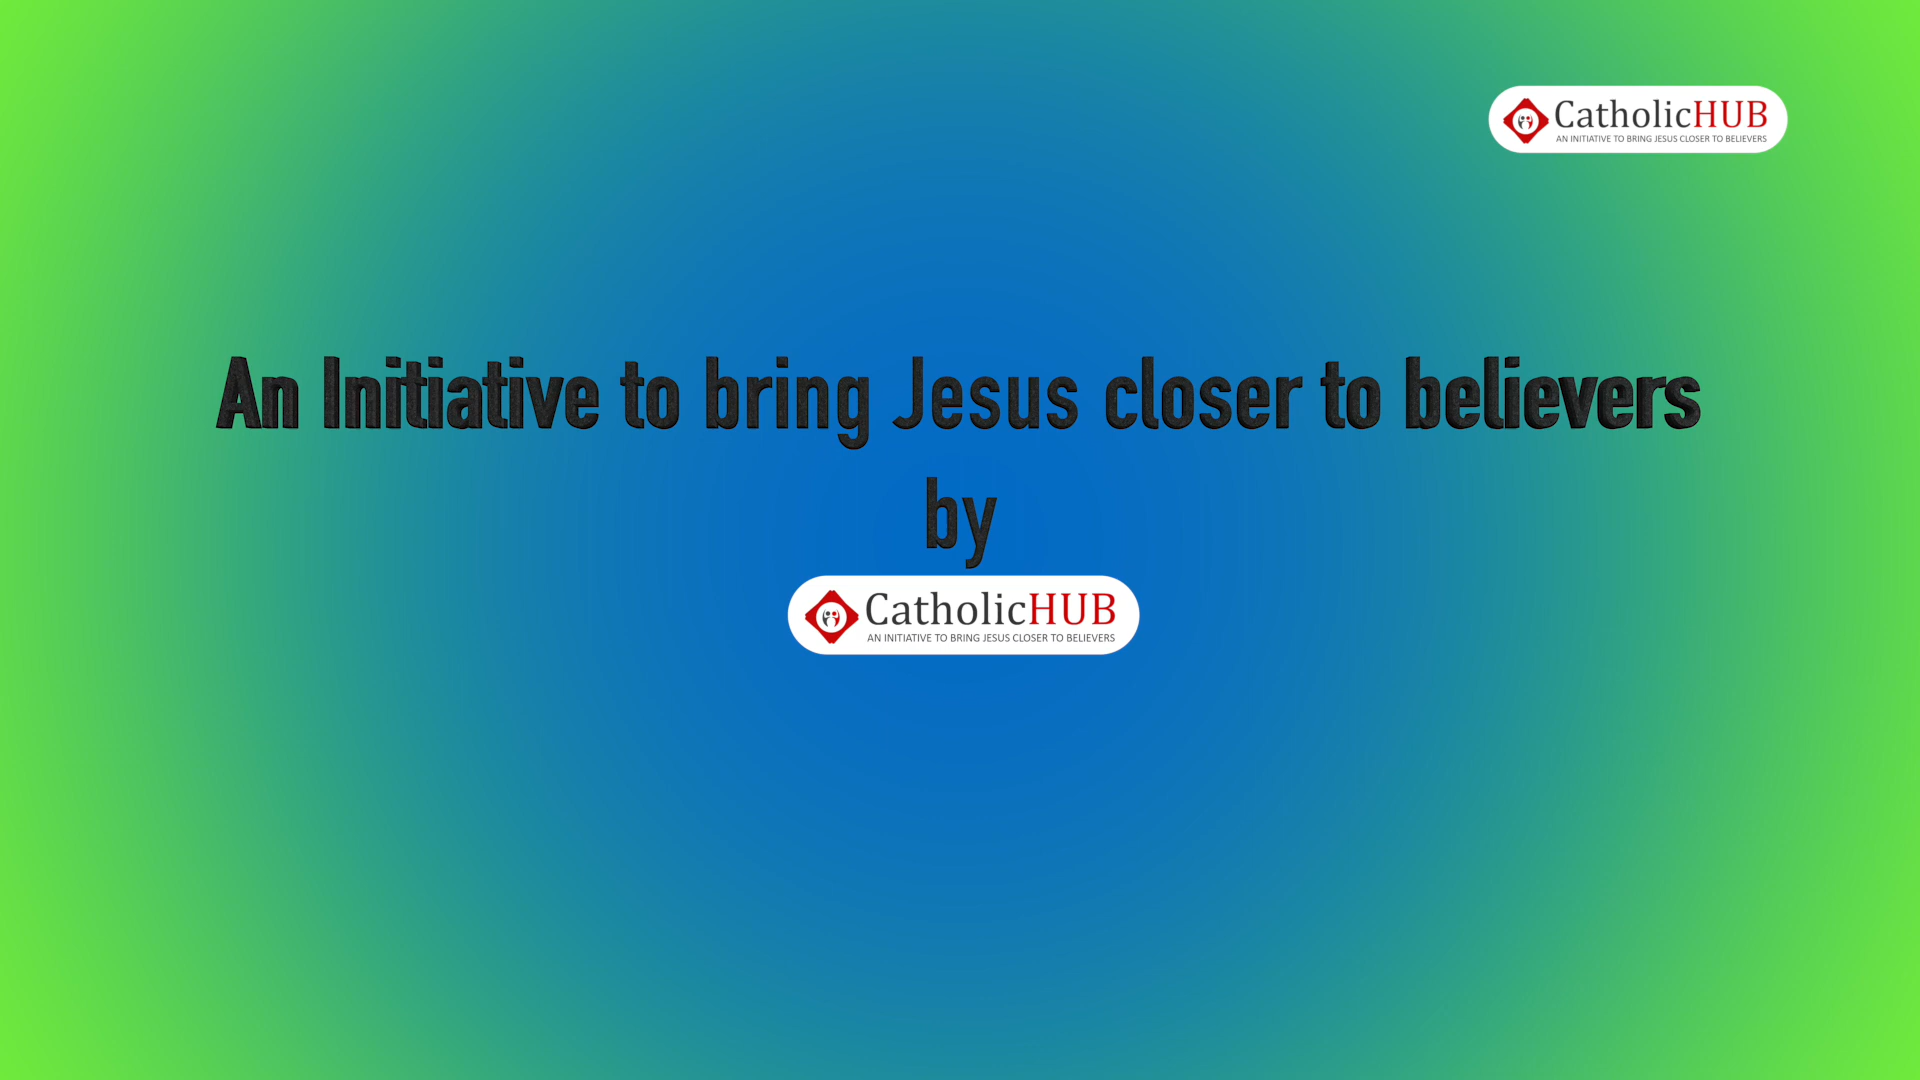 CatholicHUB
AN INITIATIVE TO BRING JESUS CLOSER TO BELIEVERS
An Initiative to bring Jesus closer to believers
by
CatholicHUB
AN INITIATIVE TO BRING JESUS CLOSER TO BELIEVERS